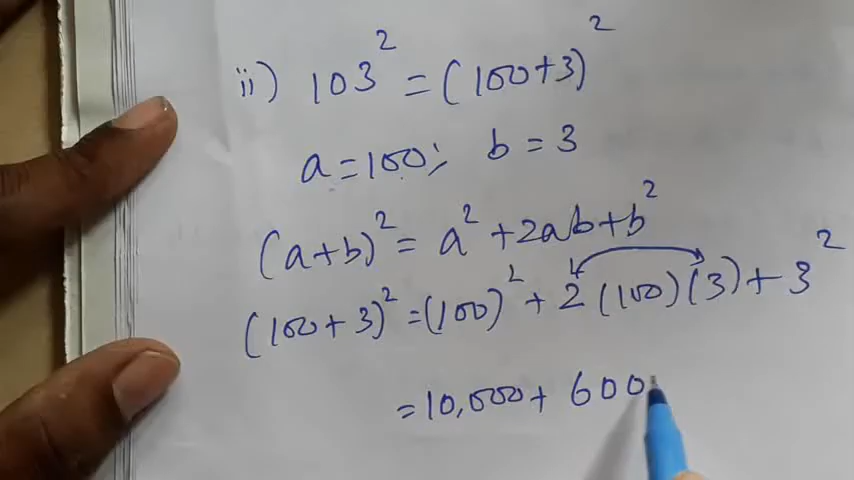 ii) 103² = (100+3)²
a = 100; b = 3
(a+b)² = a² + 2ab + b²
(100+3)² = (100)² + 2(100)(3) + 3²
= 10,000 + 600